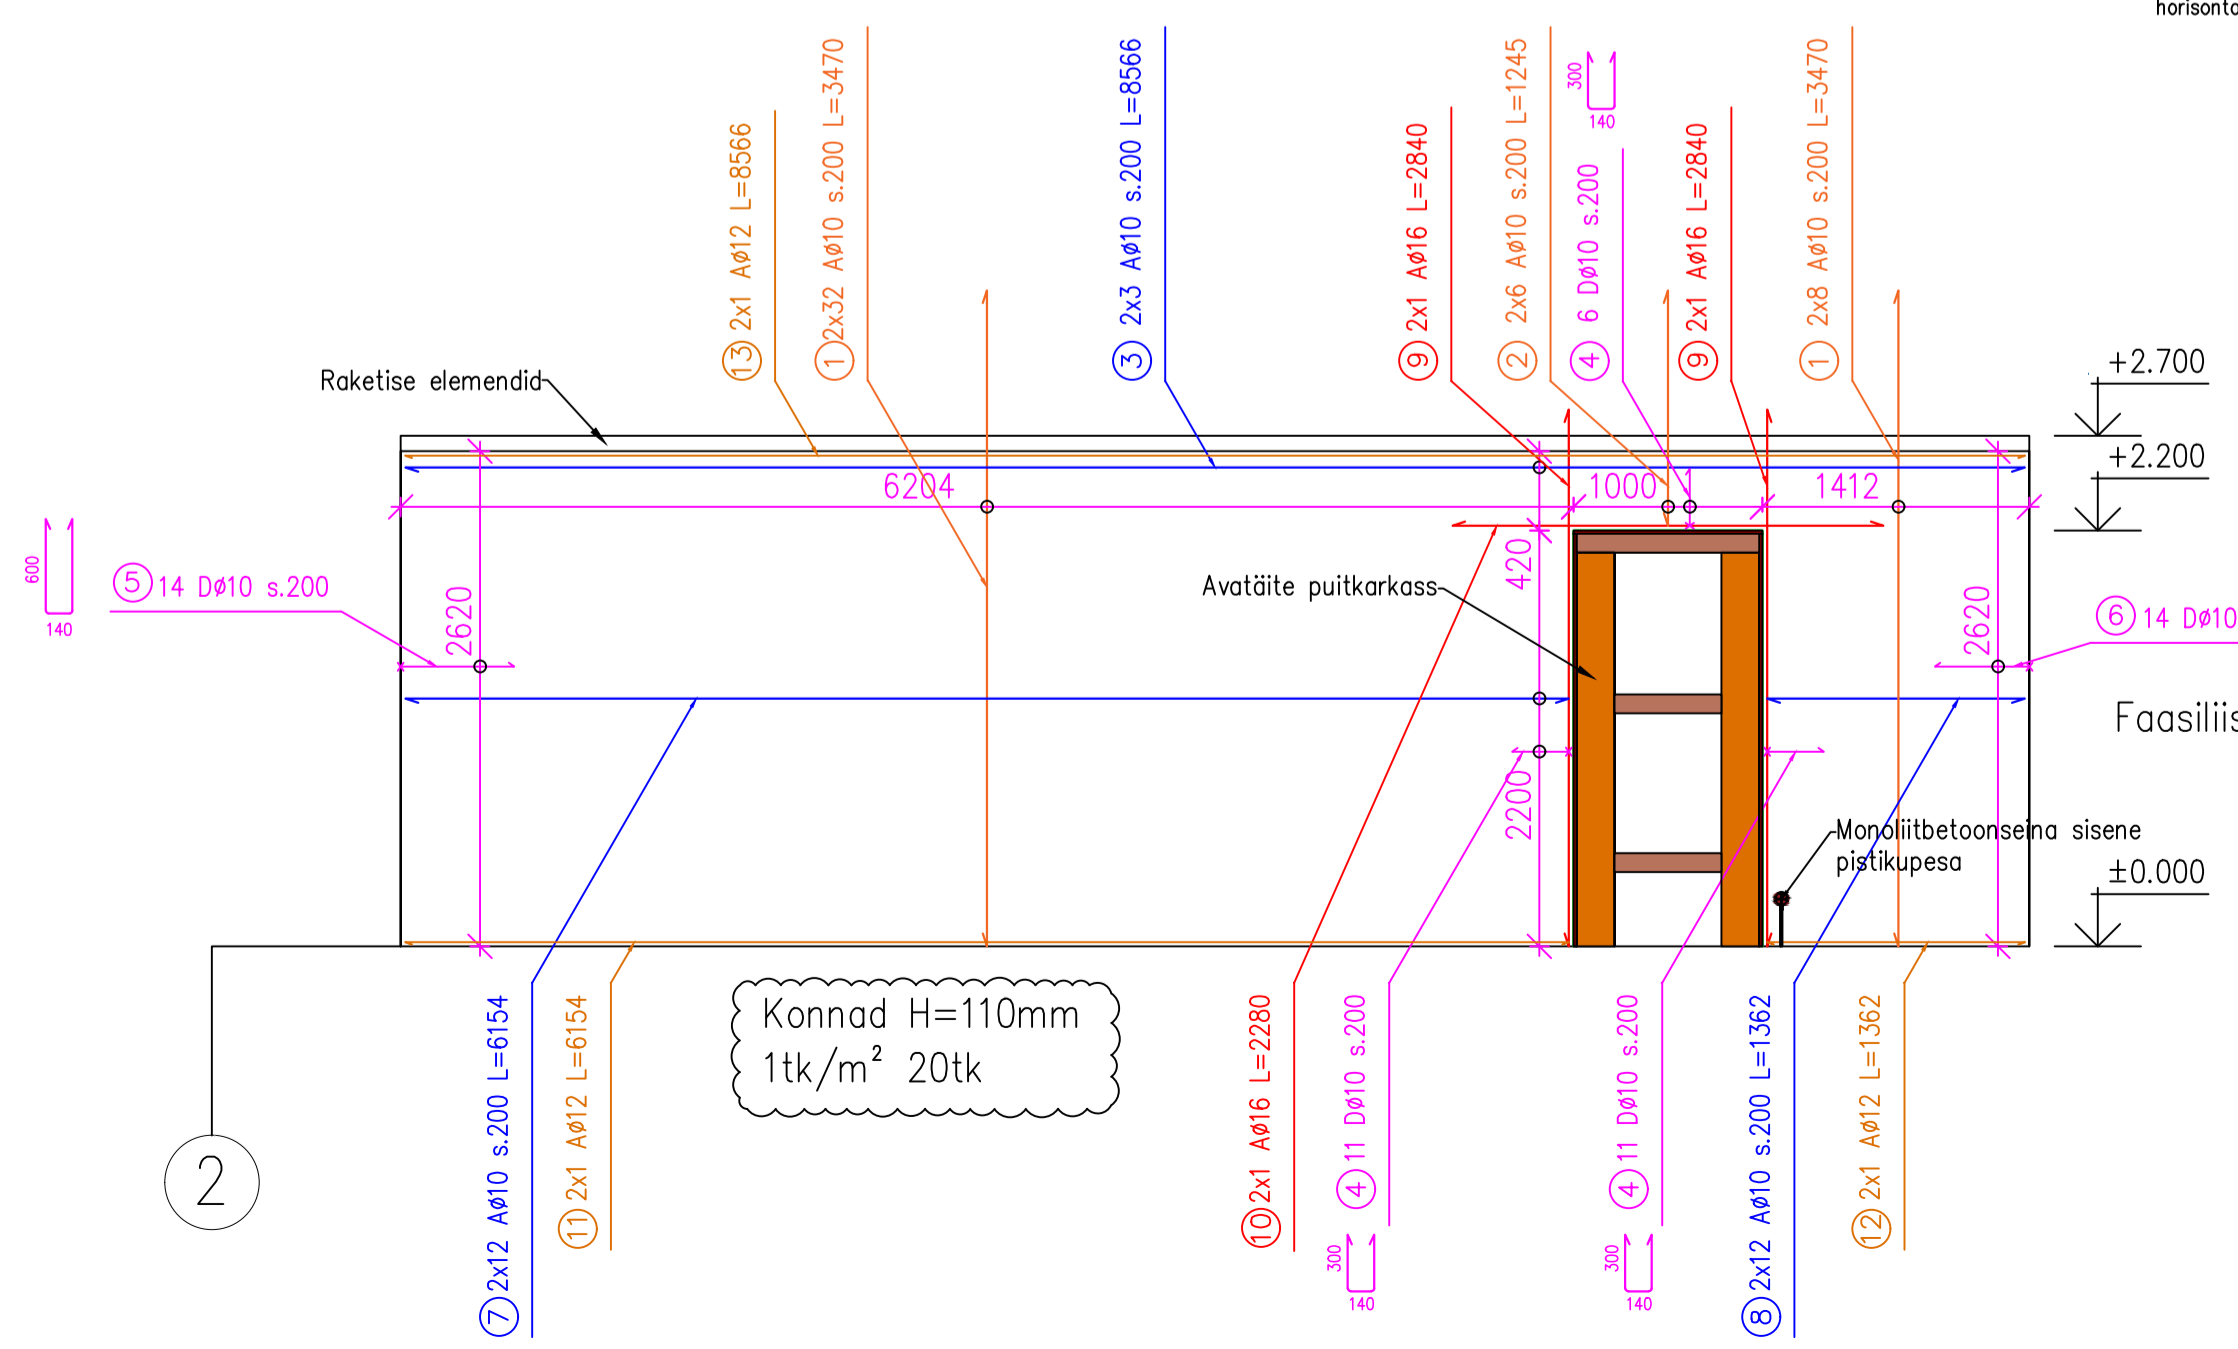 horisonta
13 2x1 Aø12 L=8566
1 2x32 Aø10 s.200 L=3470
3 2x3 Aø10 s.200 L=8566
9 2x1 Aø16 L=2840
2 2x6 Aø10 s.200 L=1245
300
140
4 6 Dø10 s.200
9 2x1 Aø16 L=2840
1 2x8 Aø10 s.200 L=3470
Raketise elemendid
+2.700
+2.200
6204
1000
1412
600
140
5 14 Dø10 s.200
2620
420
Avatäite puitkarkass
2620
6 14 Dø10
Faasiliis
2200
Monoliitbetoonseina sisene
pistikupesa
±0.000
Konnad H=110mm
1tk/m² 20tk
2
7 2x12 Aø10 s.200 L=6154
11 2x1 Aø12 L=6154
10 2x1 Aø16 L=2280
4 11 Dø10 s.200
300
140
4 11 Dø10 s.200
300
140
8 2x12 Aø10 s.200 L=1362
12 2x1 Aø12 L=1362